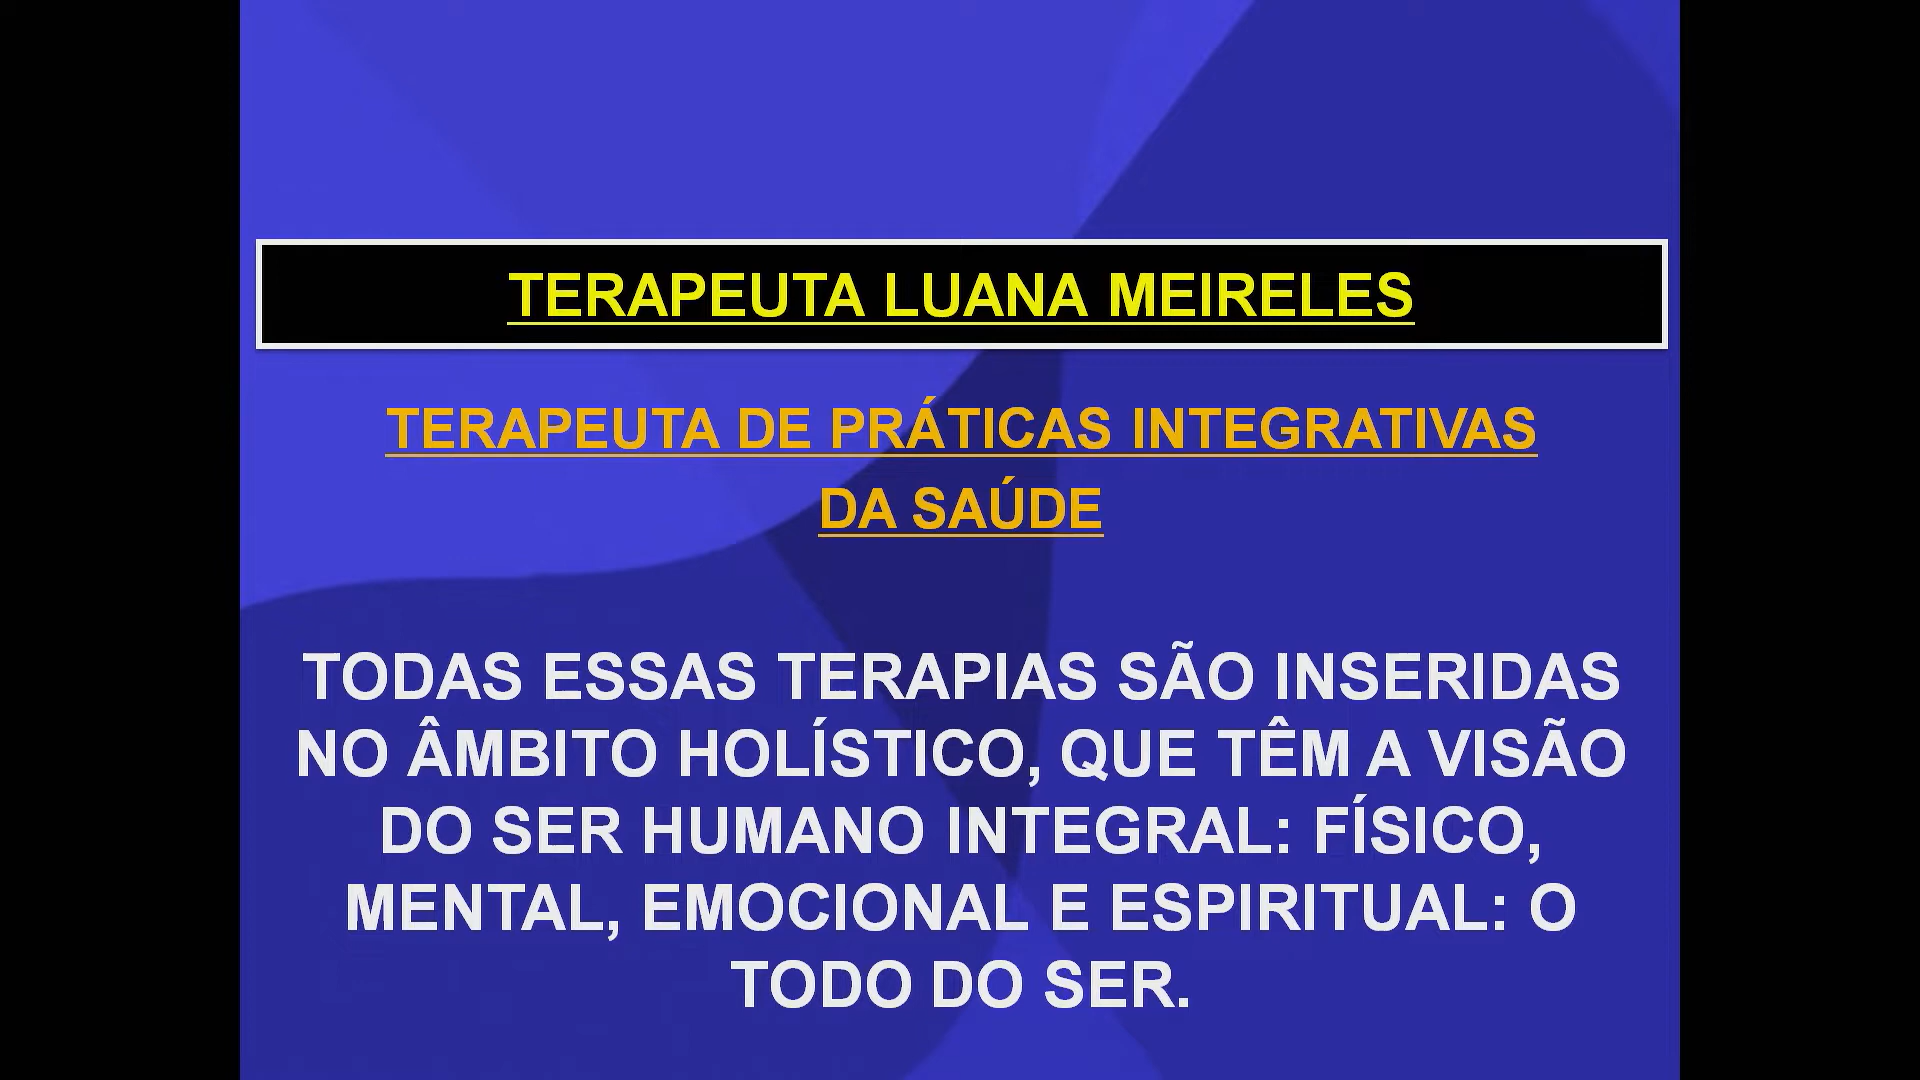 TERAPEUTA LUANA MEIRELES
TERAPEUTA DE PRÁTICAS INTEGRATIVAS
DA SAÚDE
TODAS ESSAS TERAPIAS SÃO INSERIDAS
NO ÂMBITO HOLÍSTICO, QUE TÊM A VISÃO
DO SER HUMANO INTEGRAL: FÍSICO,
MENTAL, EMOCIONAL E ESPIRITUAL: O
TODO DO SER.